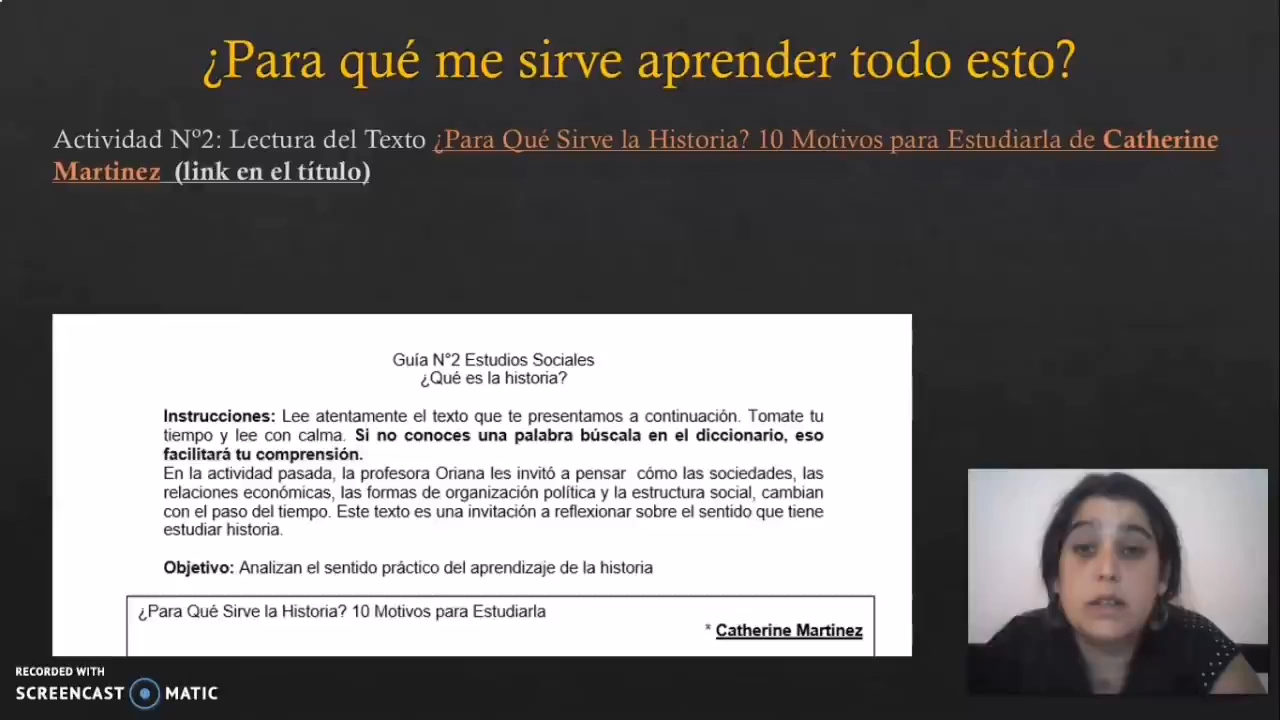 ¿Para qué me sirve aprender todo esto?
Actividad Nº2: Lectura del Texto ¿Para Qué Sirve la Historia? 10 Motivos para Estudiarla de Catherine
Martinez (link en el título)
Guía N°2 Estudios Sociales
¿Qué es la historia?
Instrucciones: Lee atentamente el texto que te presentamos a continuación. Tomate tu
tiempo y lee con calma. Si no conoces una palabra búscala en el diccionario, eso
facilitará tu comprensión.
En la actividad pasada, la profesora Oriana les invitó a pensar cómo las sociedades, las
relaciones económicas, las formas de organización política y la estructura social, cambian
con el paso del tiempo. Este texto es una invitación a reflexionar sobre el sentido que tiene
estudiar historia.
Objetivo: Analizan el sentido práctico del aprendizaje de la historia
¿Para Qué Sirve la Historia? 10 Motivos para Estudiarla
* Catherine Martinez
RECORDED WITH
SCREENCAST MATIC